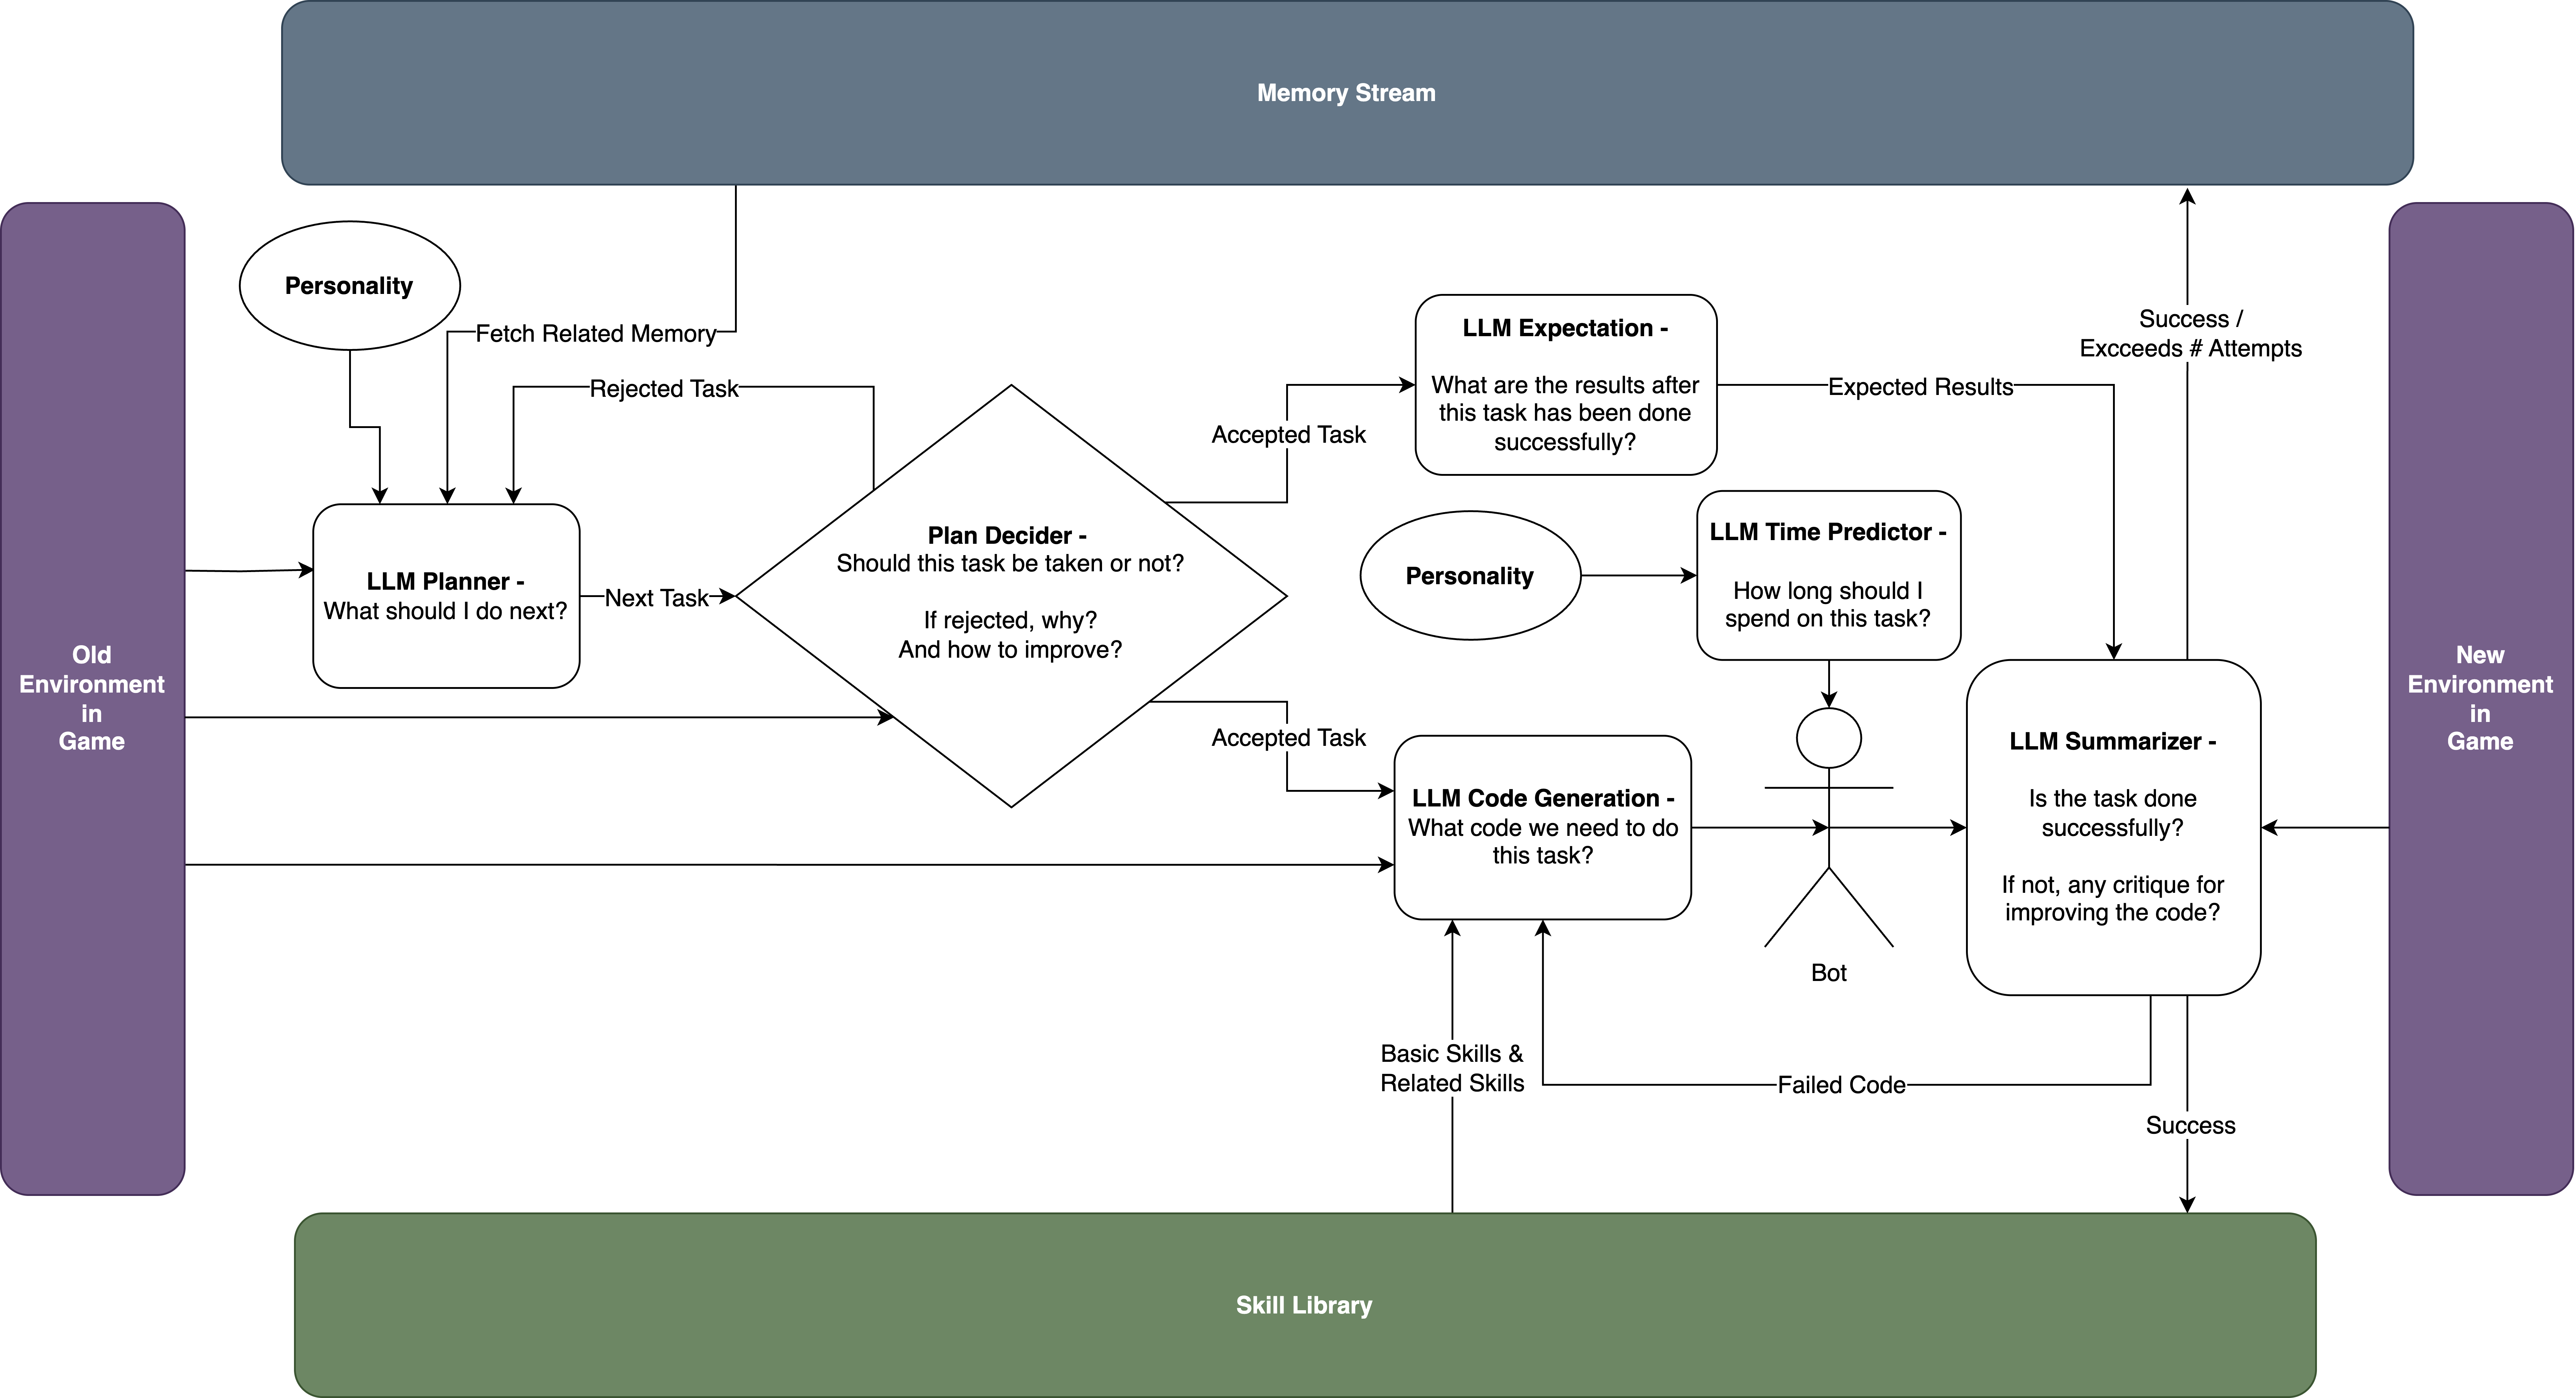 Memory Stream
Personality
Fetch Related Memory
Rejected Task
LLM Planner -
What should I do next?
Next Task
Plan Decider -
Should this task be taken or not?
If rejected, why?
And how to improve?
Accepted Task
LLM Expectation -
What are the results after
this task has been done
successfully?
Expected Results
Success /
Excceeds # Attempts
Personality
LLM Time Predictor -
How long should I
spend on this task?
Old
Environment
in
Game
New
Environment
in
Game
Accepted Task
LLM Code Generation -
What code we need to do
this task?
Bot
LLM Summarizer -
Is the task done
successfully?
If not, any critique for
improving the code?
Basic Skills &
Related Skills
Failed Code
Success
Skill Library